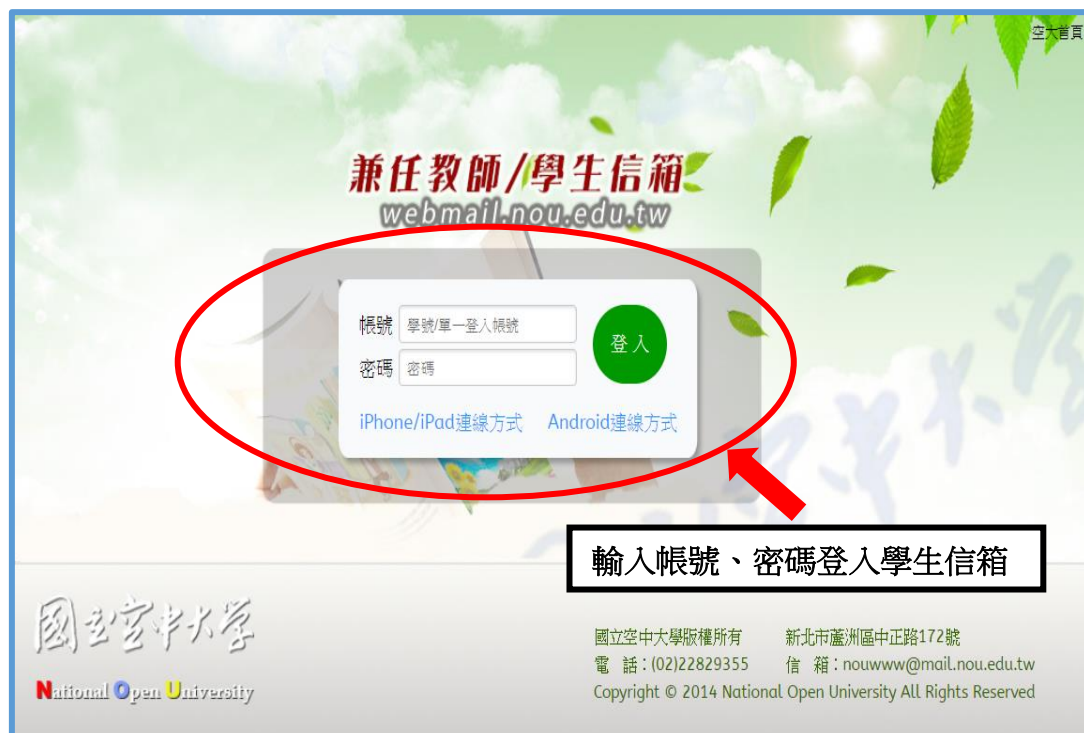 空大首頁
兼任教師/學生信箱
webmail.nou.edu.tw
帳號 學號/單一登入帳號
登入
密碼 密碼
iPhone/iPad連線方式 Android連線方式
輸入帳號、密碼登入學生信箱
國立空中大學
國立空中大學版權所有 新北市蘆洲區中正路172號
電 話：(02)22829355 信 箱：nouwww@mail.nou.edu.tw
National Open University
Copyright © 2014 National Open University All Rights Reserved